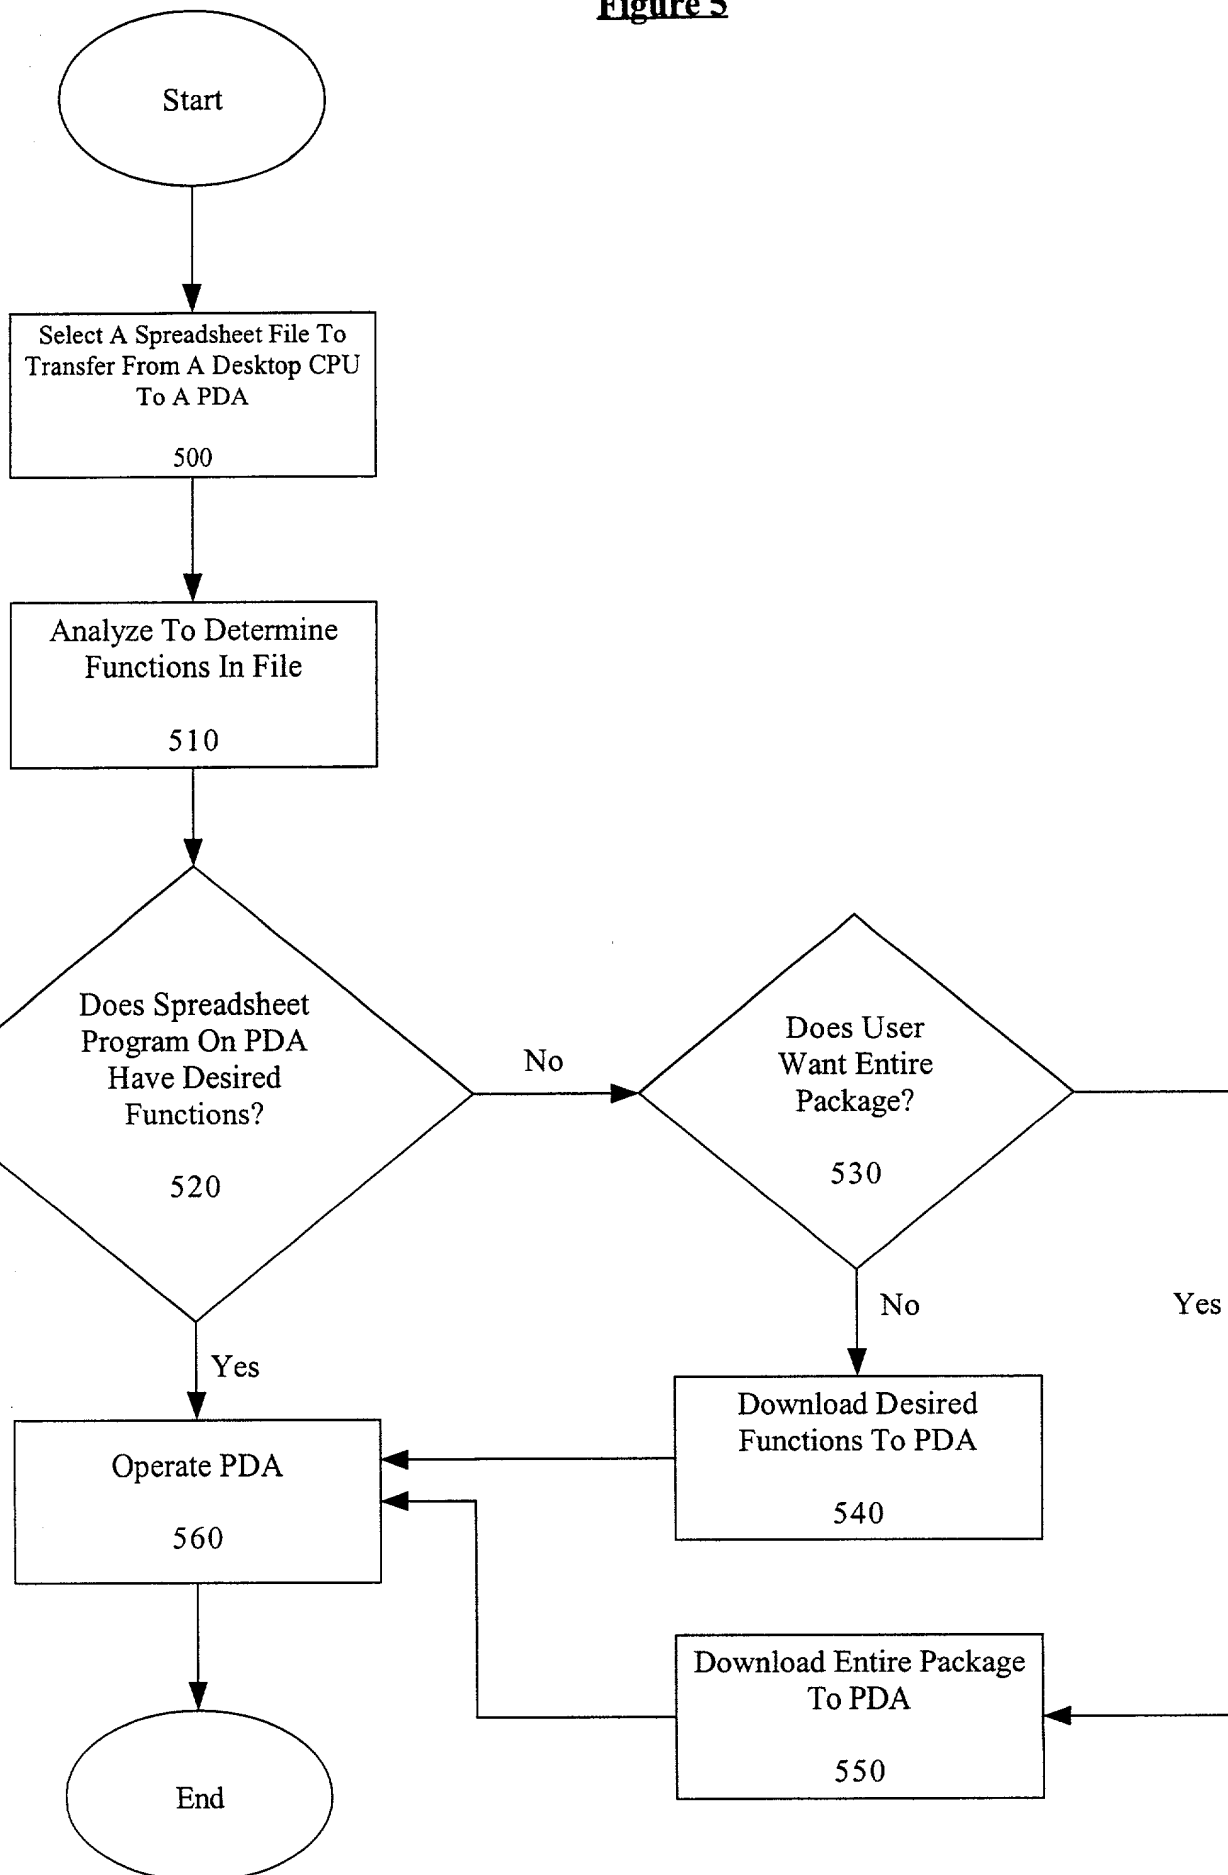 Figure 5
Start
Select A Spreadsheet File To
Transfer From A Desktop CPU
To A PDA
500
Analyze To Determine
Functions In File
510
Does Spreadsheet
Program On PDA
Have Desired
Functions?
520
No
Does User
Want Entire
Package?
530
No
Yes
Yes
Download Desired
Functions To PDA
540
Operate PDA
560
Download Entire Package
To PDA
550
End